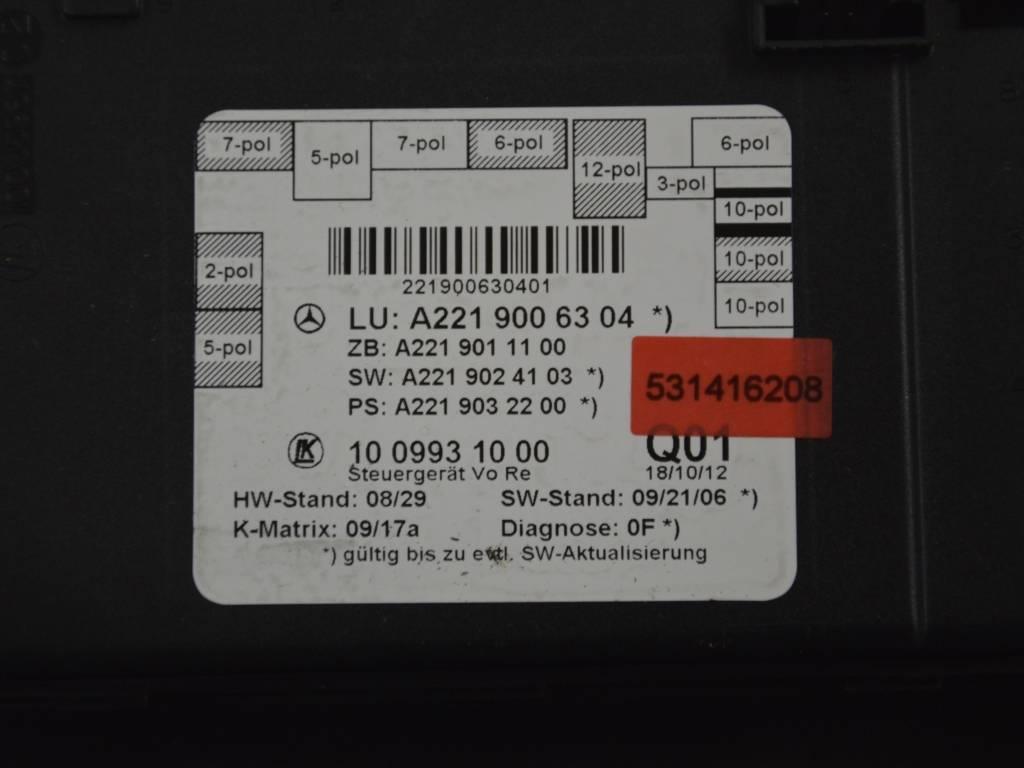 7-pol
5-pol
7-pol
6-pol
12-pol
3-pol
6-pol
10-pol
10-pol
10-pol
2-pol
5-pol
221900630401
LU: A221 900 63 04 *)
ZB: A221 901 11 00
SW: A221 902 41 03 *)
PS: A221 903 22 00 *)
531416208
10 0993 10 00
Q01
Steuergerät Vo Re
18/10/12
HW-Stand: 08/29
SW-Stand: 09/21/06 *)
K-Matrix: 09/17a
Diagnose: 0F *)
*) gültig bis zu evtl. SW-Aktualisierung